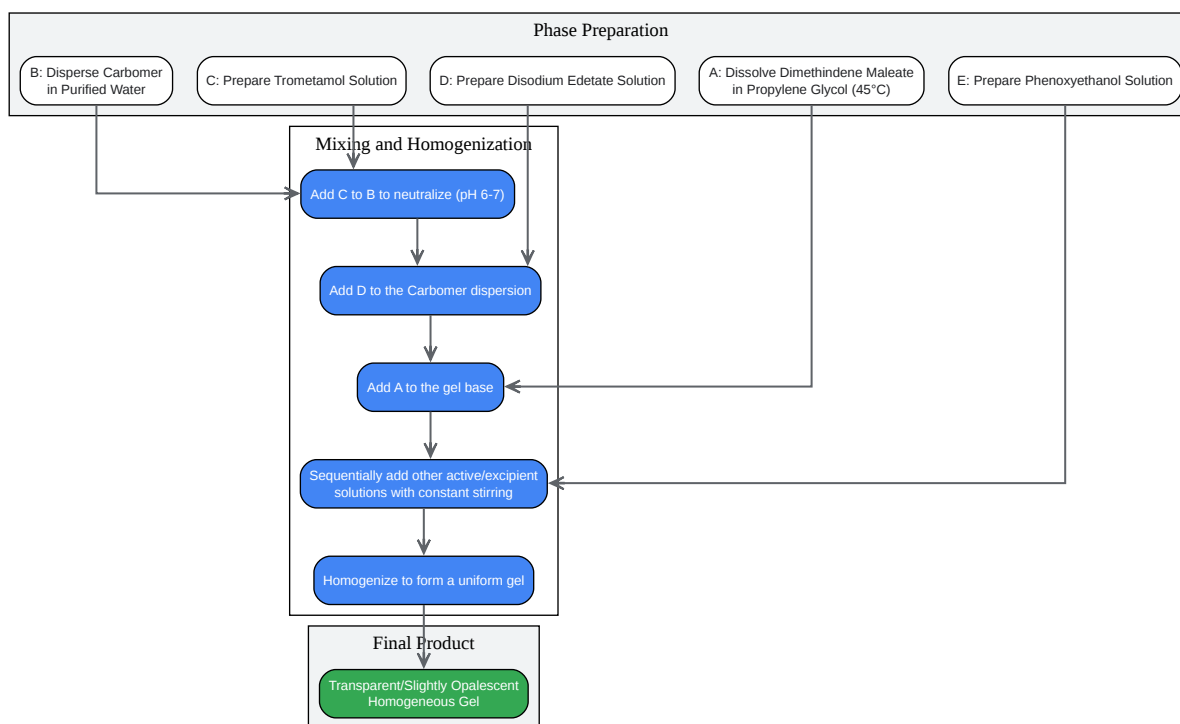 Phase Preparation
B: Disperse Carbomer
in Purified Water
C: Prepare Trometamol Solution
D: Prepare Disodium Edetate Solution
A: Dissolve Dimethindene Maleate
in Propylene Glycol (45°C)
E: Prepare Phenoxyethanol Solution
Mixing and Homogenization
Add C to B to neutralize (pH 6-7)
Add D to the Carbomer dispersion
Add A to the gel base
Sequentially add other active/excipient
solutions with constant stirring
Homogenize to form a uniform gel
Final Product
Transparent/Slightly Opalescent
Homogeneous Gel